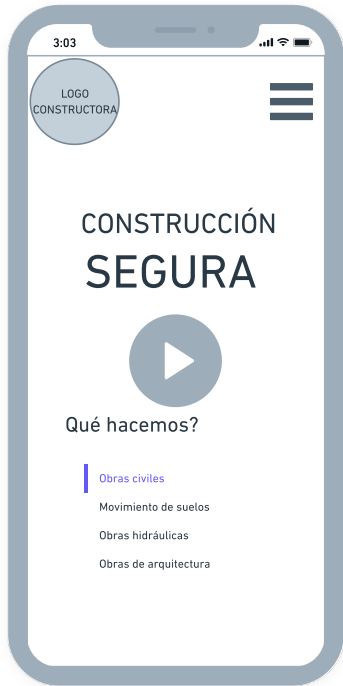 3:03
LOGO
CONSTRUCTORA
CONSTRUCCIÓN
SEGURA
Qué hacemos?
Obras civiles
Movimiento de suelos
Obras hidráulicas
Obras de arquitectura